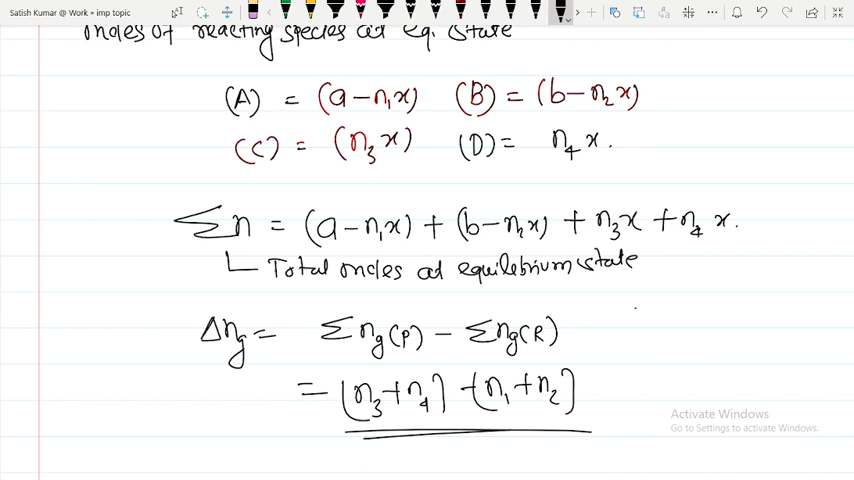 Satish Kumar @ Work » imp topic
moles of reacting species at eq. state
(A) = (a-n₁x) (B) = (b-n₂x)
(C) = (n₃x) (D) = n₄x.
Σn = (a-n₁x) + (b-n₂x) + n₃x + n₄x.
Total moles at equilibrium state
Δng = Σng(P) - Σng(R)
= (n₃+n₄) - (n₁+n₂)
Activate Windows
Go to Settings to activate Windows.